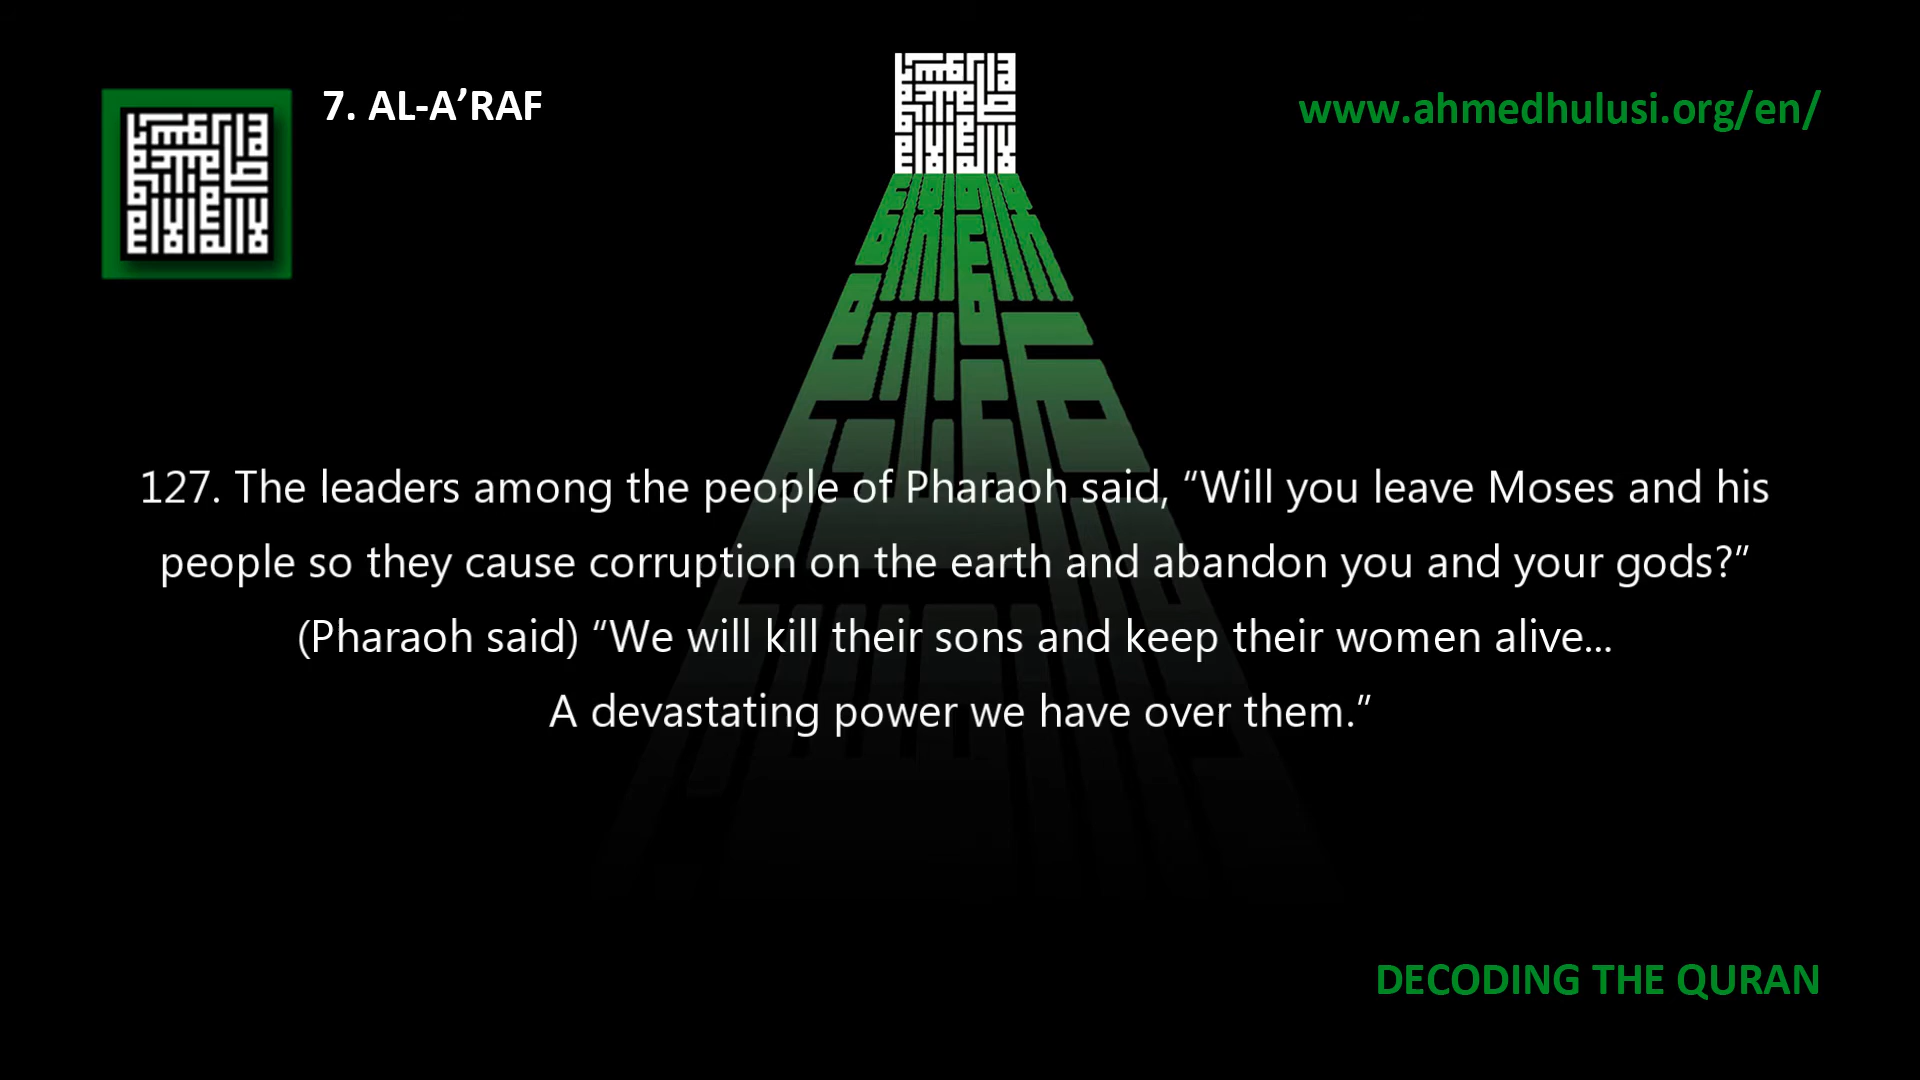 7. AL-A’RAF
www.ahmedhulusi.org/en/
127. The leaders among the people of Pharaoh said, “Will you leave Moses and his
people so they cause corruption on the earth and abandon you and your gods?”
(Pharaoh said) “We will kill their sons and keep their women alive...
A devastating power we have over them.”
DECODING THE QURAN